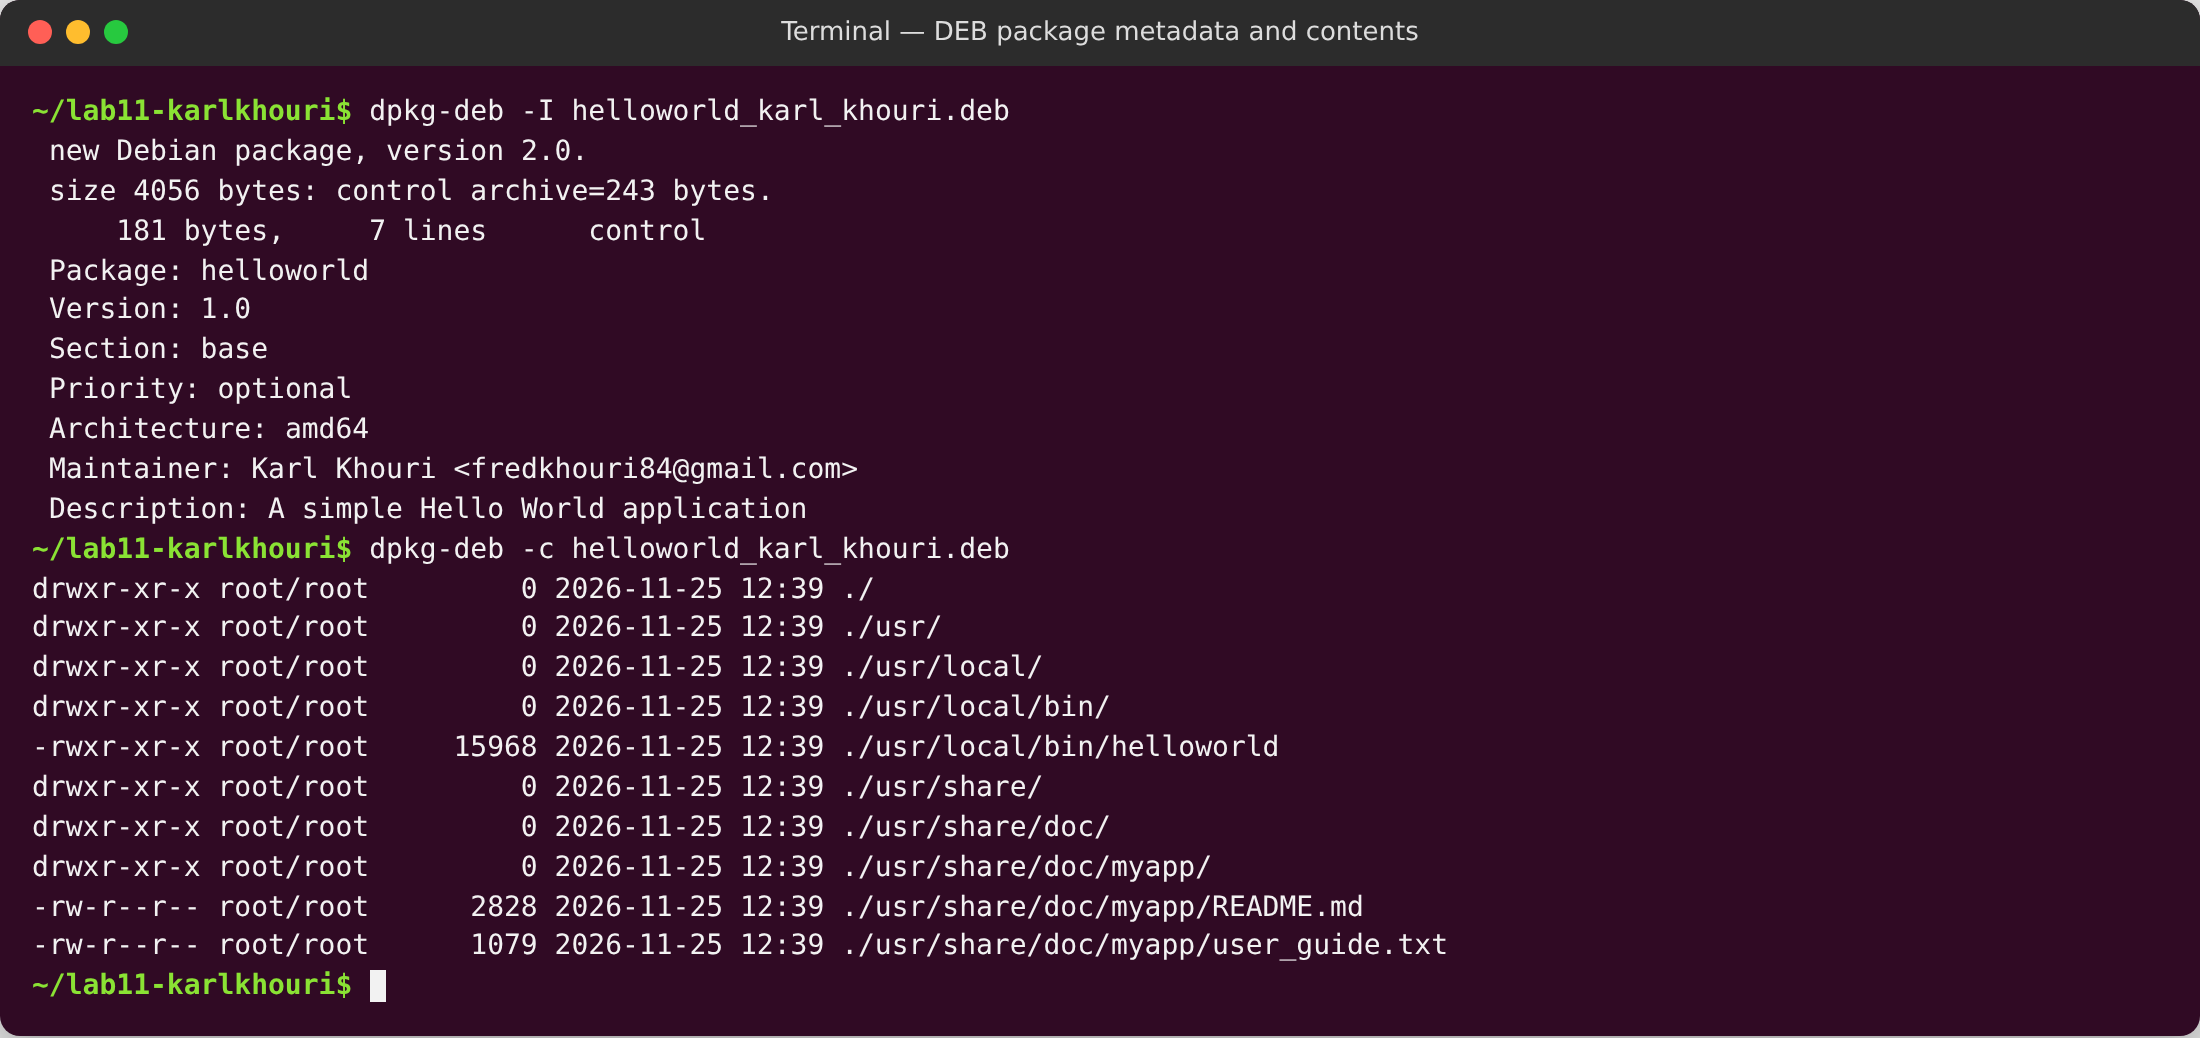 Terminal — DEB package metadata and contents
~/lab11-karlkhouri$ dpkg-deb -I helloworld_karl_khouri.deb
 new Debian package, version 2.0.
 size 4056 bytes: control archive=243 bytes.
     181 bytes,     7 lines      control
 Package: helloworld
 Version: 1.0
 Section: base
 Priority: optional
 Architecture: amd64
 Maintainer: Karl Khouri <fredkhouri84@gmail.com>
 Description: A simple Hello World application
~/lab11-karlkhouri$ dpkg-deb -c helloworld_karl_khouri.deb
drwxr-xr-x root/root         0 2026-11-25 12:39 ./
drwxr-xr-x root/root         0 2026-11-25 12:39 ./usr/
drwxr-xr-x root/root         0 2026-11-25 12:39 ./usr/local/
drwxr-xr-x root/root         0 2026-11-25 12:39 ./usr/local/bin/
-rwxr-xr-x root/root     15968 2026-11-25 12:39 ./usr/local/bin/helloworld
drwxr-xr-x root/root         0 2026-11-25 12:39 ./usr/share/
drwxr-xr-x root/root         0 2026-11-25 12:39 ./usr/share/doc/
drwxr-xr-x root/root         0 2026-11-25 12:39 ./usr/share/doc/myapp/
-rw-r--r-- root/root      2828 2026-11-25 12:39 ./usr/share/doc/myapp/README.md
-rw-r--r-- root/root      1079 2026-11-25 12:39 ./usr/share/doc/myapp/user_guide.txt
~/lab11-karlkhouri$